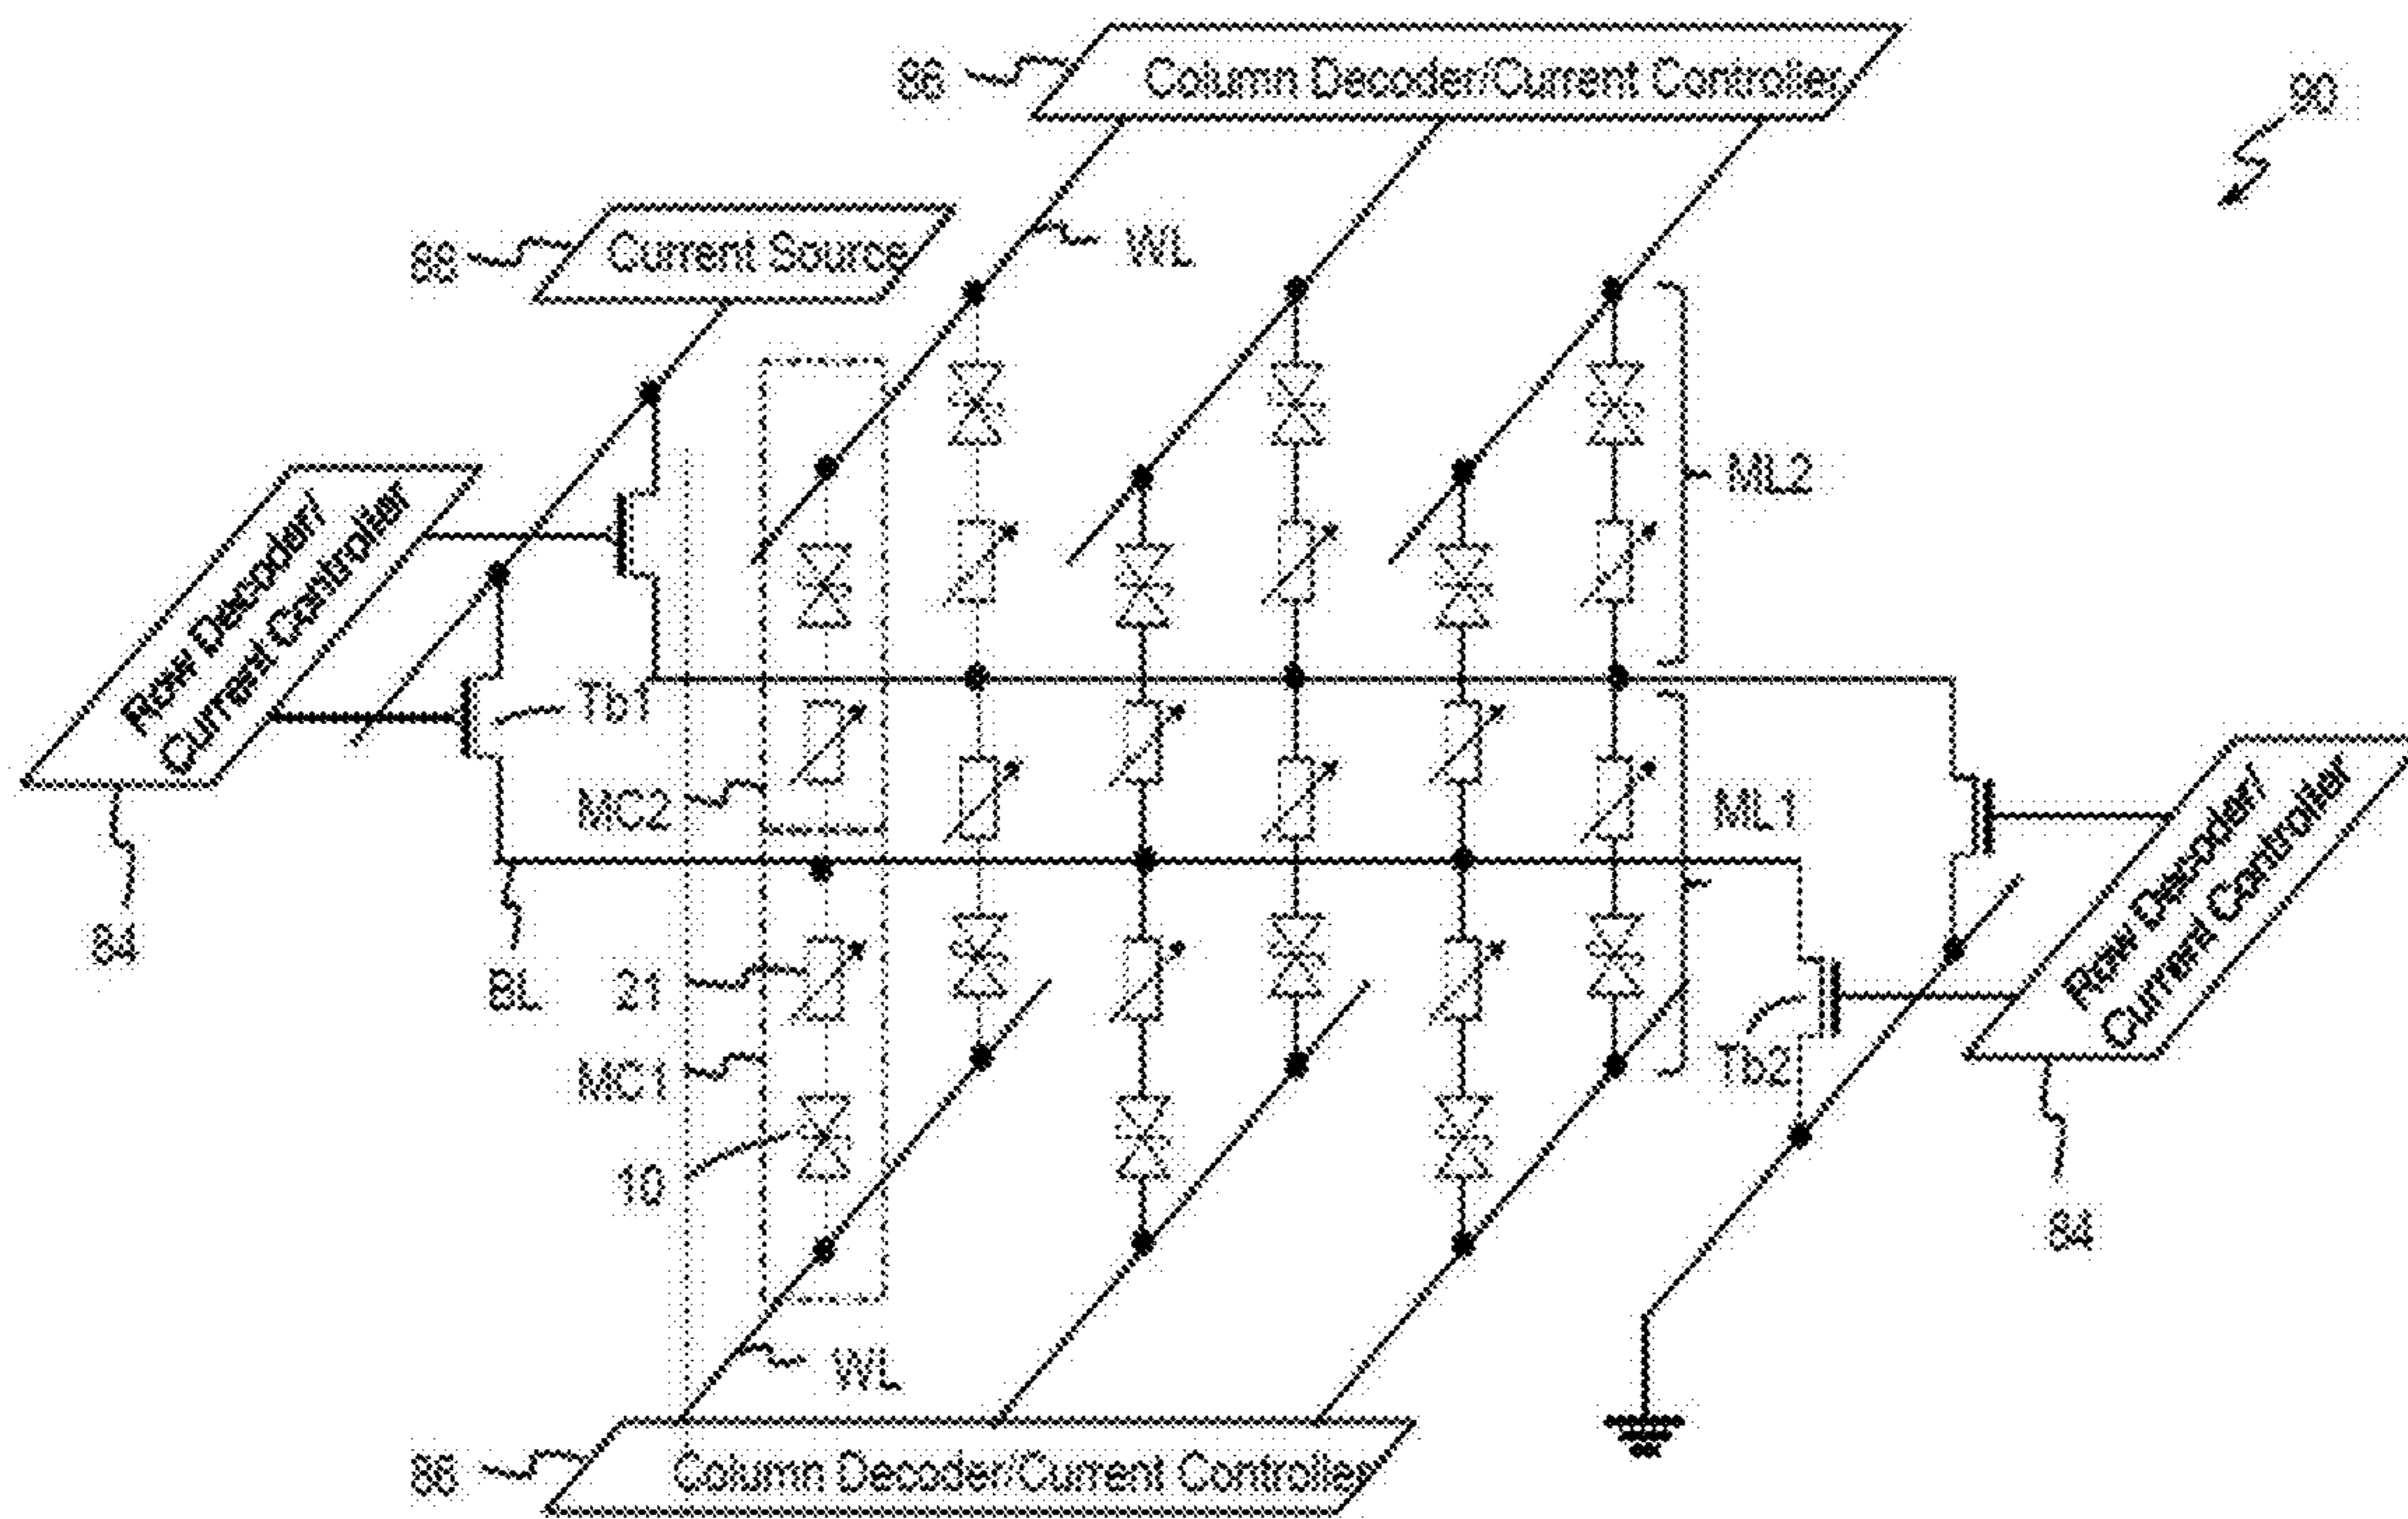 86
Column Decoder/Current Controller
90
Current Source
WL
ML2
Row Decoder/
Current Controller
Tb1
MC2
ML1
Row Decoder/
Current Controller
84
BL
21
MC1
Tb2
10
84
WL
86
Column Decoder/Current Controller